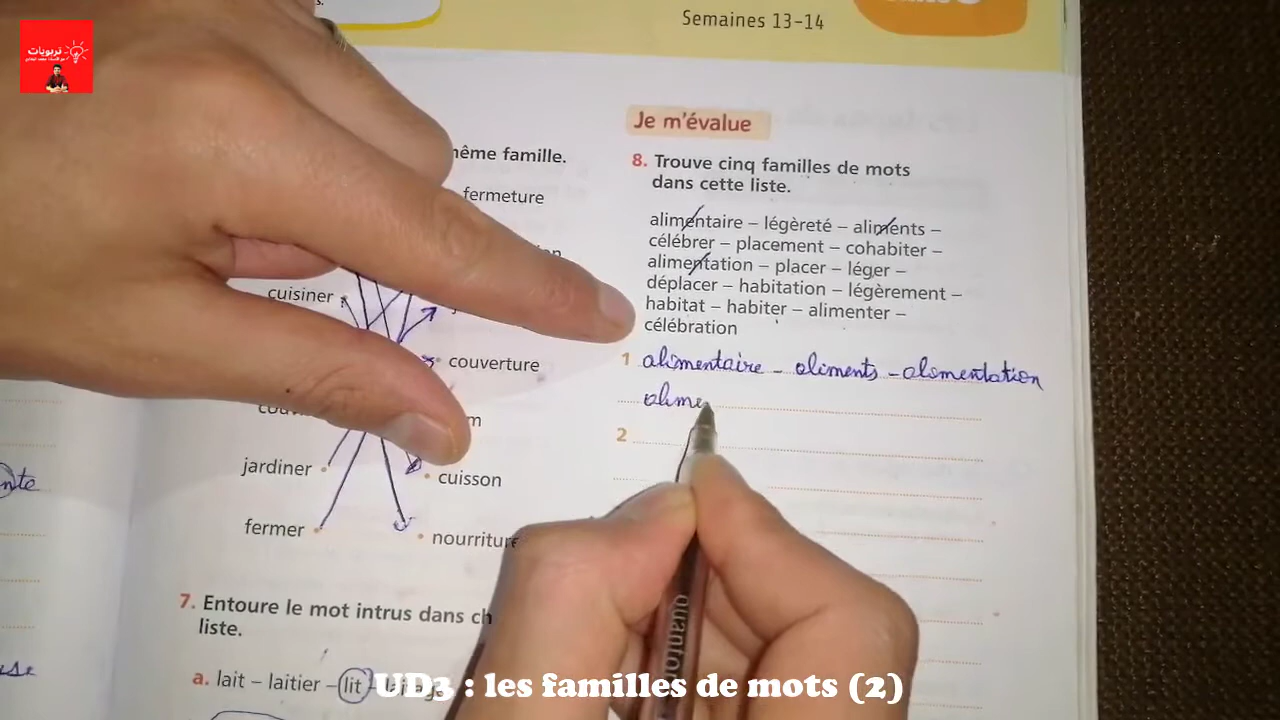 تربويات
Semaines 13-14
même famille.
fermeture
cuisiner
couverture
jardiner
cuisson
fermer
nourriture
7. Entoure le mot intrus dans ch
liste.
a. lait – laitier – lit –
Je m'évalue
8. Trouve cinq familles de mots
dans cette liste.
alimentaire – légèreté – aliments –
célébrer – placement – cohabiter –
alimentation – placer – léger –
déplacer – habitation – légèrement –
habitat – habiter – alimenter –
célébration
1 alimentaire - aliments - alimentation
alime
2
UD3 : les familles de mots (2)